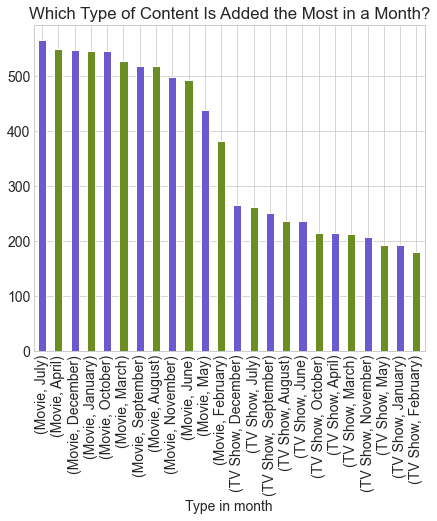 Which Type of Content Is Added the Most in a Month?
500
400
300
200
100
0
(Movie, July)
(Movie, April)
(Movie, December)
(Movie, January)
(Movie, October)
(Movie, March)
(Movie, September)
(Movie, August)
(Movie, November)
(Movie, June)
(Movie, May)
(Movie, February)
(TV Show, December)
(TV Show, July)
(TV Show, September)
(TV Show, August)
(TV Show, June)
(TV Show, October)
(TV Show, April)
(TV Show, March)
(TV Show, November)
(TV Show, May)
(TV Show, January)
(TV Show, February)
Type in month